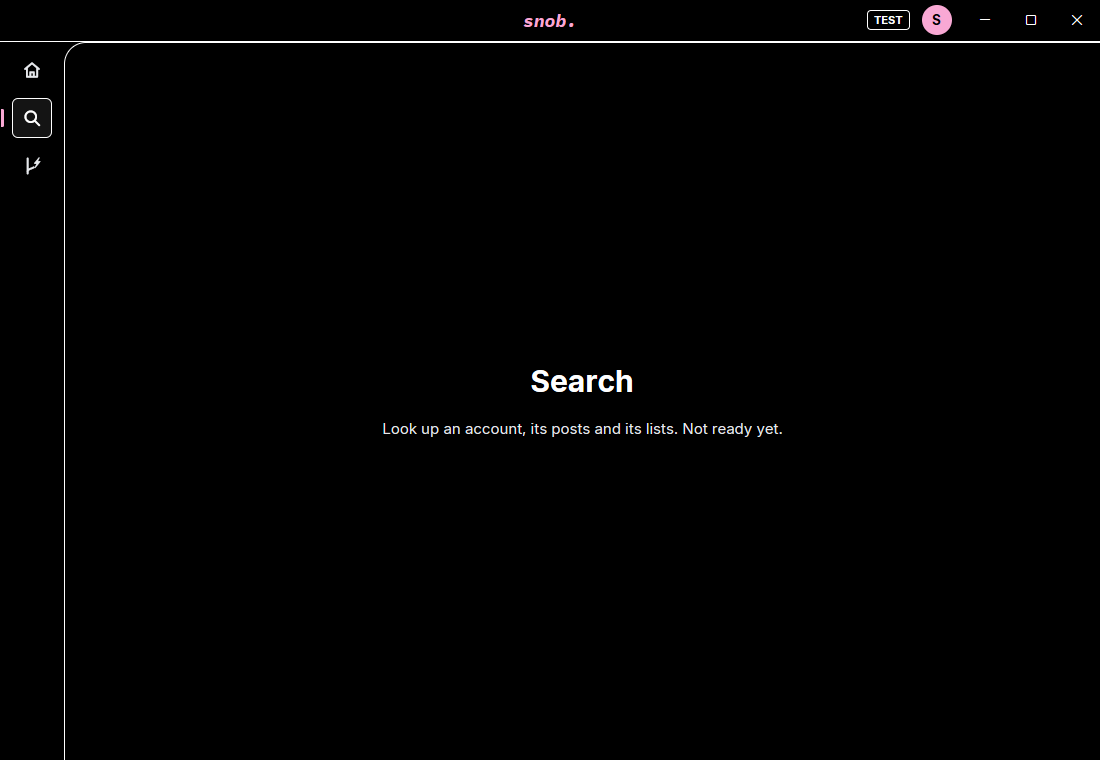 snob.
TEST
S
Search
Look up an account, its posts and its lists. Not ready yet.